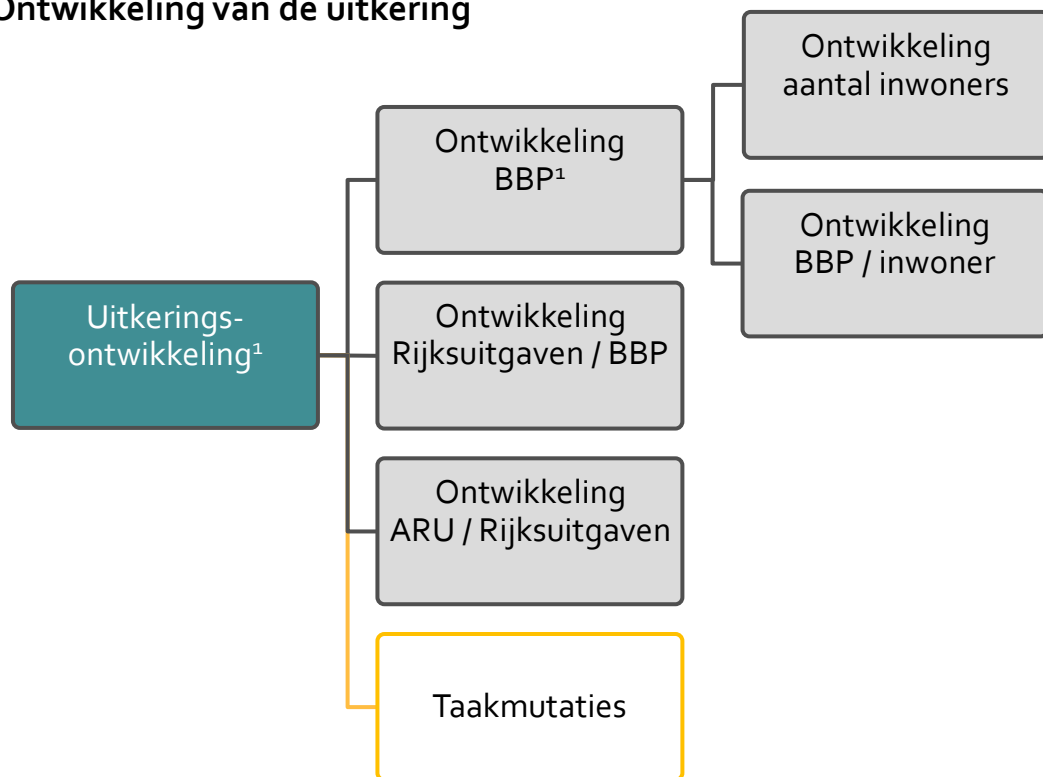 Ontwikkeling van de uitkering
Ontwikkeling
aantal inwoners
Ontwikkeling
BBP¹
Ontwikkeling
BBP / inwoner
Uitkerings-
ontwikkeling¹
Ontwikkeling
Rijksuitgaven / BBP
Ontwikkeling
ARU / Rijksuitgaven
Taakmutaties